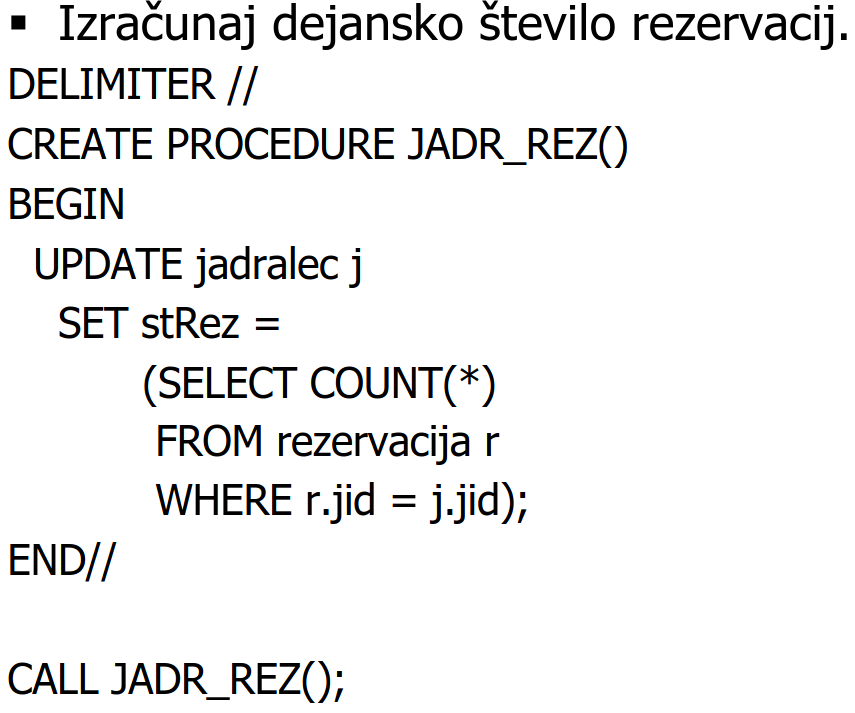 ▪ Izračunaj dejansko število rezervacij.
DELIMITER //
CREATE PROCEDURE JADR_REZ()
BEGIN
UPDATE jadralec j
SET stRez =
(SELECT COUNT(*)
FROM rezervacija r
WHERE r.jid = j.jid);
END//
CALL JADR_REZ();